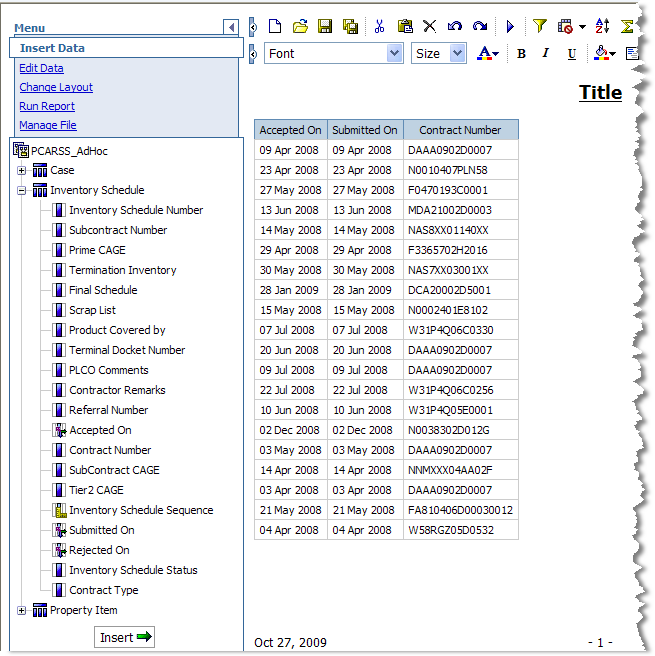 Menu
Insert Data
Edit Data
Change Layout
Run Report
Manage File
PCARSS_AdHoc
Case
Inventory Schedule
Inventory Schedule Number
Subcontract Number
Prime CAGE
Termination Inventory
Final Schedule
Scrap List
Product Covered by
Terminal Docket Number
PLCO Comments
Contractor Remarks
Referral Number
Accepted On
Contract Number
SubContract CAGE
Tier2 CAGE
Inventory Schedule Sequence
Submitted On
Rejected On
Inventory Schedule Status
Contract Type
Property Item
Insert
Font Size A B I U
Title
Accepted On Submitted On Contract Number
09 Apr 2008 09 Apr 2008 DAAA0902D0007
23 Apr 2008 23 Apr 2008 N0010407PLN58
27 May 2008 27 May 2008 F0470193C0001
13 Jun 2008 13 Jun 2008 MDA21002D0003
14 May 2008 14 May 2008 NAS8XX01140XX
29 Apr 2008 29 Apr 2008 F3365702H2016
30 May 2008 30 May 2008 NAS7XX03001XX
28 Jan 2009 28 Jan 2009 DCA20002D5001
15 May 2008 15 May 2008 N0002401E8102
07 Jul 2008 07 Jul 2008 W31P4Q06C0330
20 Jun 2008 20 Jun 2008 DAAA0902D0007
09 Jul 2008 09 Jul 2008 DAAA0902D0007
22 Jul 2008 22 Jul 2008 W31P4Q06C0256
10 Jun 2008 10 Jun 2008 W31P4Q05E0001
02 Dec 2008 02 Dec 2008 N0038302D012G
03 May 2008 03 May 2008 DAAA0902D0007
14 Apr 2008 14 Apr 2008 NNMXXX04AA02F
03 Apr 2008 03 Apr 2008 DAAA0902D0007
21 May 2008 21 May 2008 FA810406D00030012
04 Apr 2008 04 Apr 2008 W58RGZ05D0532
Oct 27, 2009 - 1 -